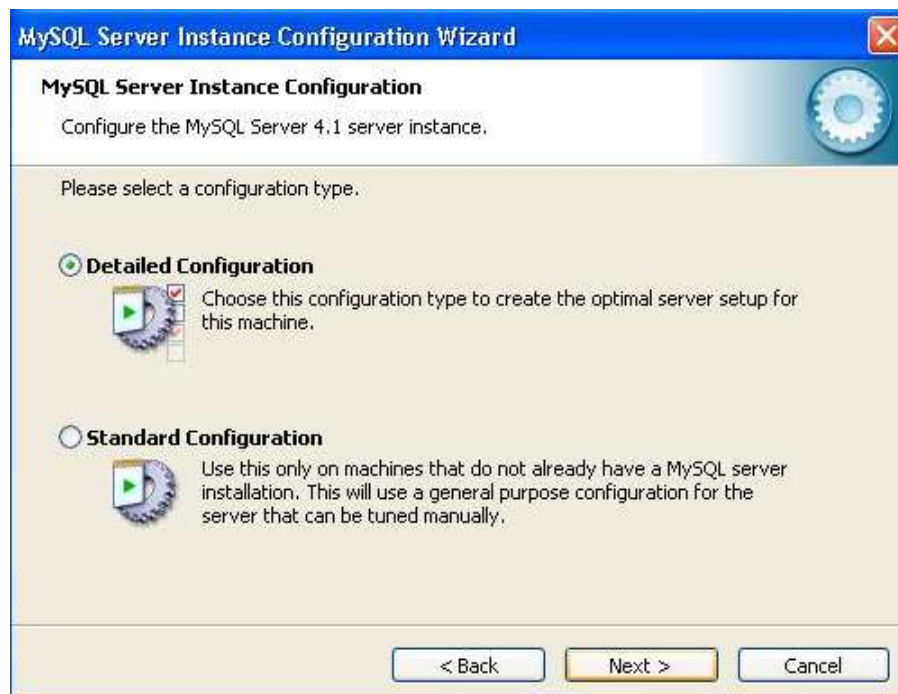 MySQL Server Instance Configuration Wizard
MySQL Server Instance Configuration
Configure the MySQL Server 4.1 server instance.
Please select a configuration type.
Detailed Configuration
Choose this configuration type to create the optimal server setup for
this machine.
Standard Configuration
Use this only on machines that do not already have a MySQL server
installation. This will use a general purpose configuration for the
server that can be tuned manually.
< Back
Next >
Cancel